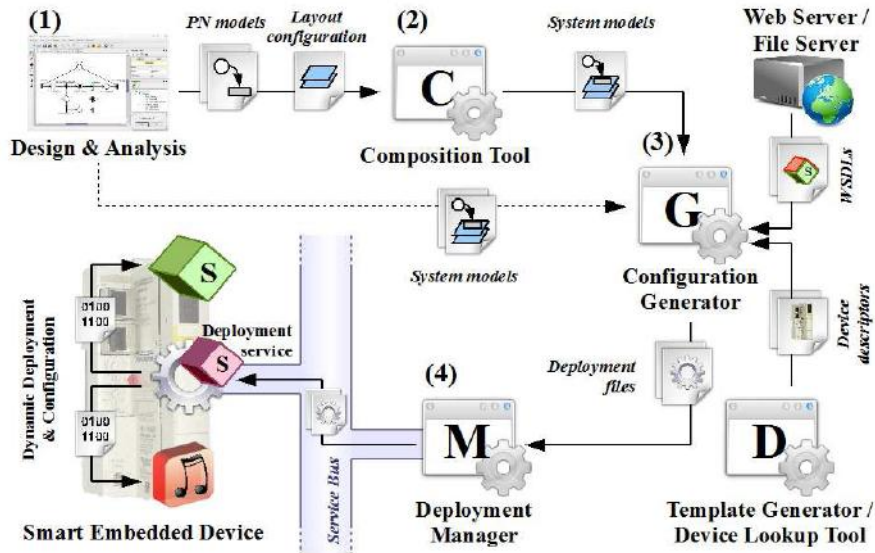 (1)
PN models
Layout
configuration
(2)
System models
Web Server /
File Server
C
Design & Analysis
Composition Tool
(3)
S
WSDLs
G
System models
Configuration
Generator
S
0100
1100
Dynamic Deployment
& Configuration
Deployment
service
S
Device
descriptors
Deployment
files
(4)
0100
1100
M
D
Service Bus
Smart Embedded Device
Deployment
Manager
Template Generator /
Device Lookup Tool